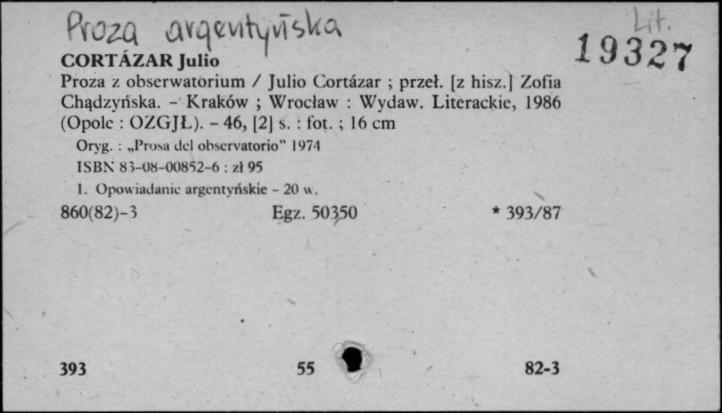 Proza argentyńska
Lit.
19327
CORTÁZAR Julio
Proza z obserwatorium / Julio Cortázar ; przeł. [z hisz.] Zofia
Chądzyńska. – Kraków ; Wrocław : Wydaw. Literackie, 1986
(Opole : OZGJŁ). – 46, [2] s. : fot. ; 16 cm
Oryg. : „Prosa del observatorio" 1974
ISBN 83-08-00852-6 : zł 95
1. Opowiadanie argentyńskie – 20 w.
860(82)-3 Egz. 50350 * 393/87
393 55 82-3